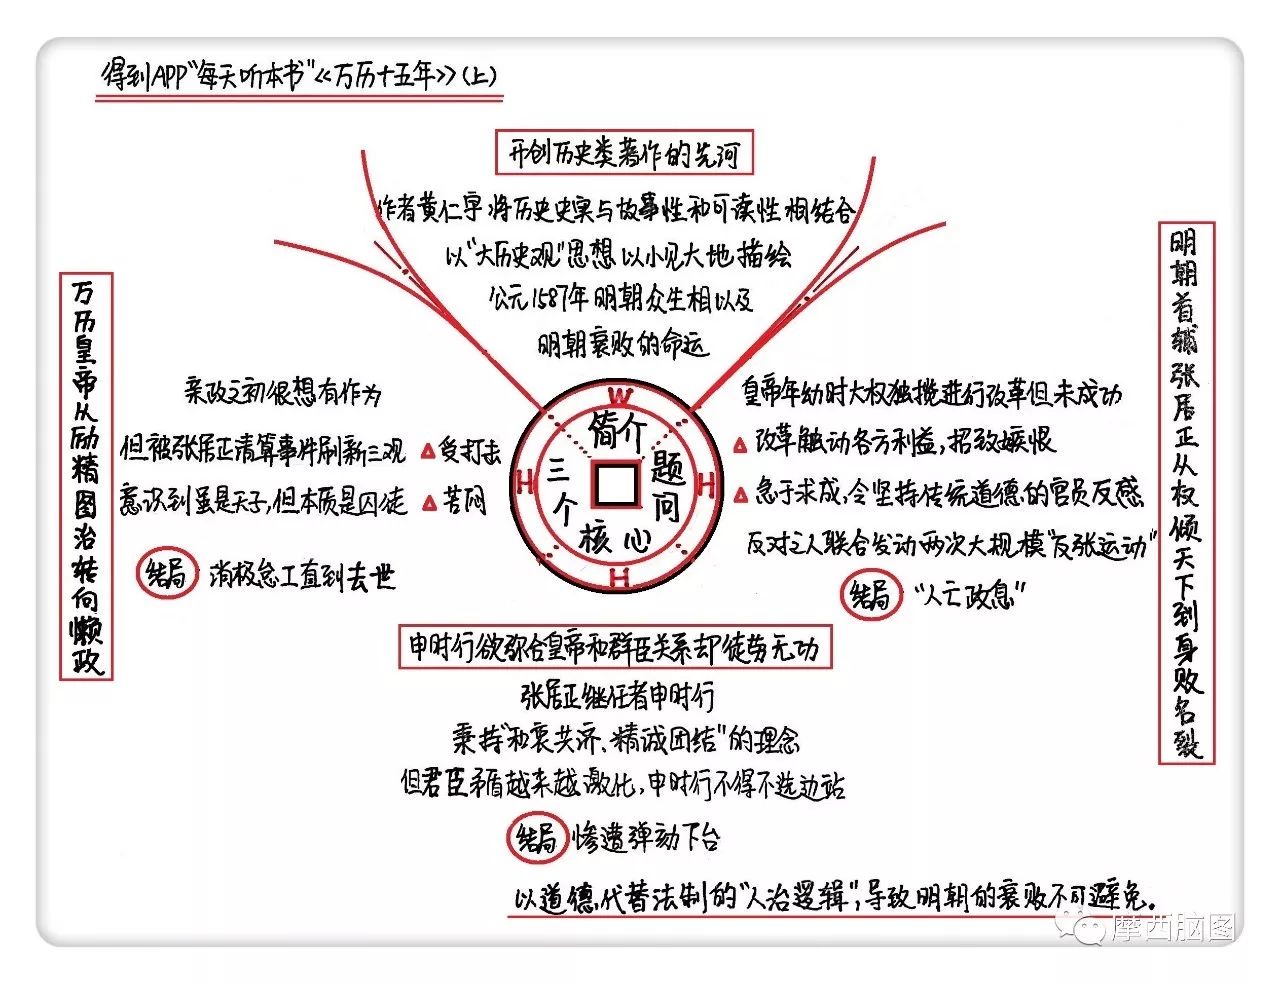 得到APP“每天听本书”《万历十五年》(上)
开创历史类著作的先河
作者黄仁宇将历史史实与故事性和可读性相结合
以“大历史观”思想以小见大地描绘
公元1587年明朝众生相以及
明朝衰败的命运
万历皇帝从励精图治转向懒政
亲政之初很想有作为
但被张居正清算事件刷新三观 △受打击
意识到虽是天子,但本质是囚徒 △苦闷
结局 消极怠工直到去世
W
H
H
H
简介
三个核心问题
明朝首辅张居正从权倾天下到身败名裂
皇帝年幼时大权独揽进行改革但未成功
△改革触动各方利益,招致嫉恨
△急于求成,令坚持传统道德的官员反感
反对之人联合发动两次大规模“反张运动”
结局 “人亡政息”
申时行欲弥合皇帝和群臣关系却徒劳无功
张居正继任者申时行
秉持“和衷共济、精诚团结”的理念
但君臣矛盾越来越激化,申时行不得不选边站
结局 惨遭弹劾下台
以道德代替法制的“人治逻辑”,导致明朝的衰败不可避免。
摩西脑图